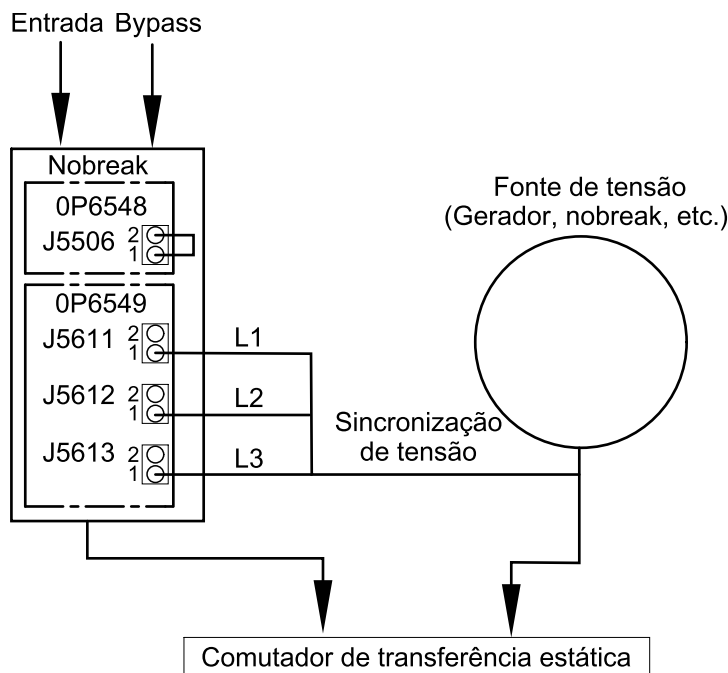 Entrada Bypass
Nobreak
0P6548
J5506 2
1
0P6549
J5611 2
1
J5612 2
1
J5613 2
1
L1
L2
L3
Fonte de tensão
(Gerador, nobreak, etc.)
Sincronização
de tensão
Comutador de transferência estática